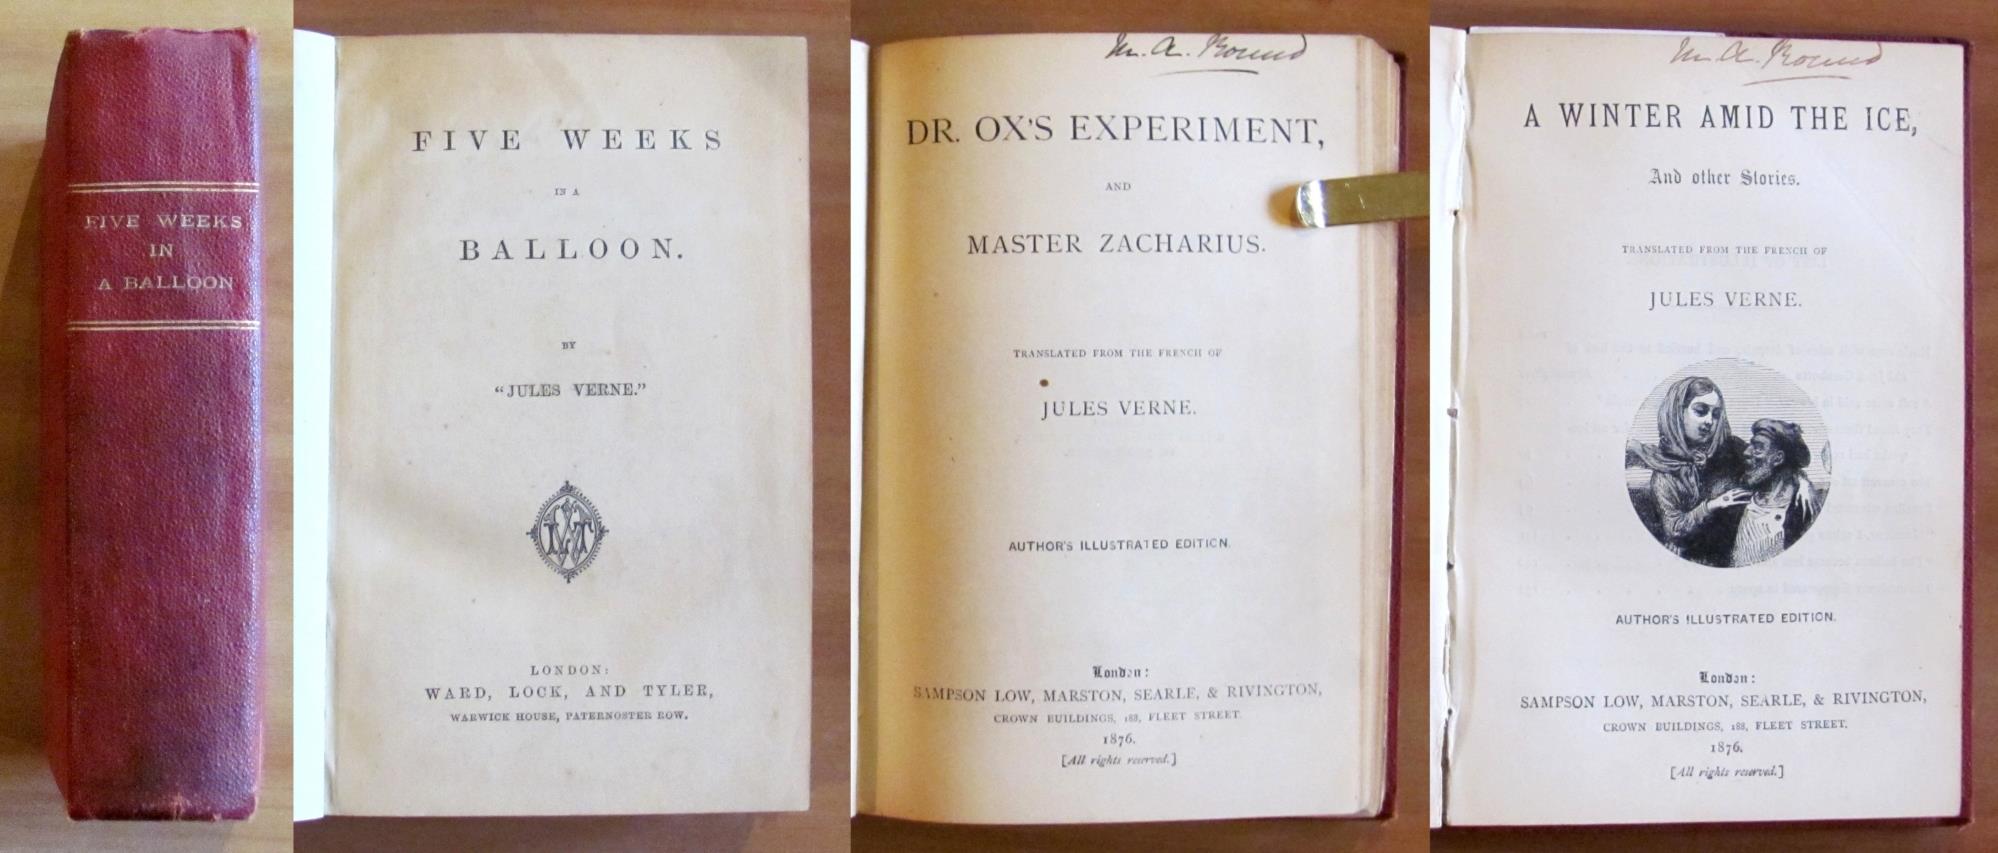 FIVE WEEKS
IN
A BALLOON
FIVE WEEKS
IN A
BALLOON.
BY
“JULES VERNE.”
LONDON:
WARD, LOCK, AND TYLER,
WARWICK HOUSE, PATERNOSTER ROW.
M. A. Round
DR. OX'S EXPERIMENT,
AND
MASTER ZACHARIUS.
TRANSLATED FROM THE FRENCH OF
JULES VERNE.
AUTHOR'S ILLUSTRATED EDITION.
London:
SAMPSON LOW, MARSTON, SEARLE, & RIVINGTON,
CROWN BUILDINGS, 188, FLEET STREET.
1876.
[All rights reserved.]
M. A. Round
A WINTER AMID THE ICE,
And other Stories.
TRANSLATED FROM THE FRENCH OF
JULES VERNE.
AUTHOR'S ILLUSTRATED EDITION.
London:
SAMPSON LOW, MARSTON, SEARLE, & RIVINGTON,
CROWN BUILDINGS, 188, FLEET STREET.
1876.
[All rights reserved.]